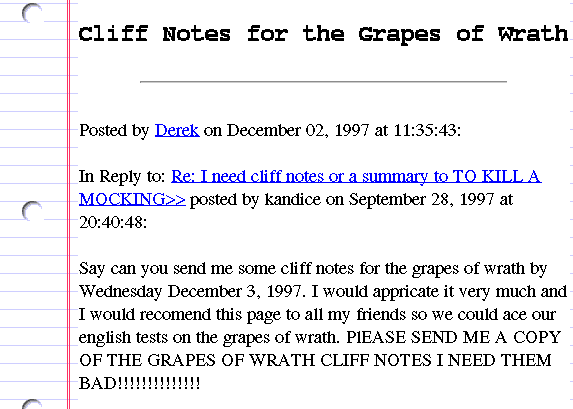 Cliff Notes for the Grapes of Wrath
Posted by Derek on December 02, 1997 at 11:35:43:
In Reply to: Re: I need cliff notes or a summary to TO KILL A
MOCKING>> posted by kandice on September 28, 1997 at
20:40:48:
Say can you send me some cliff notes for the grapes of wrath by
Wednesday December 3, 1997. I would appricate it very much and
I would recomend this page to all my friends so we could ace our
english tests on the grapes of wrath. PlEASE SEND ME A COPY
OF THE GRAPES OF WRATH CLIFF NOTES I NEED THEM
BAD!!!!!!!!!!!!!!